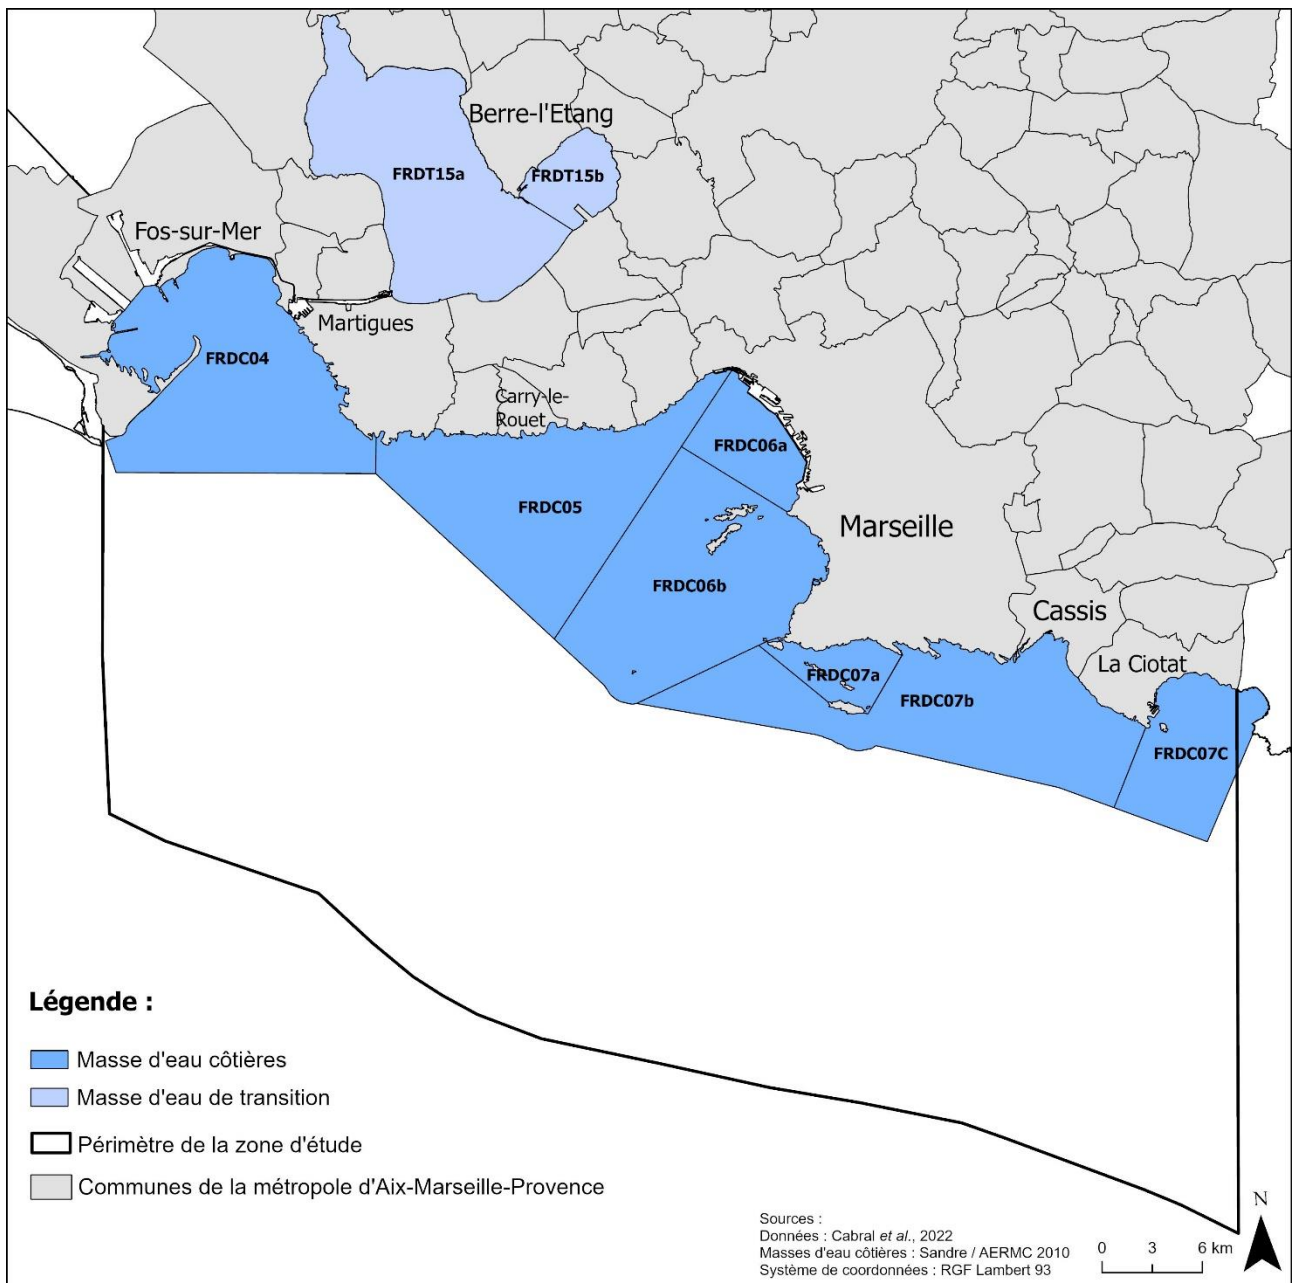 Berre-l'Etang
FRDT15a
FRDT15b
Fos-sur-Mer
Martigues
FRDC04
Carry-le-
Rouet
FRDC06a
FRDC05
Marseille
FRDC06b
Cassis
La Ciotat
FRDC07a
FRDC07b
FRDC07C
Légende :
Masse d'eau côtières
Masse d'eau de transition
Périmètre de la zone d'étude
Communes de la métropole d'Aix-Marseille-Provence
Sources :
Données : Cabral et al., 2022
Masses d'eau côtières : Sandre / AERMC 2010
Système de coordonnées : RGF Lambert 93
0 3 6 km
N